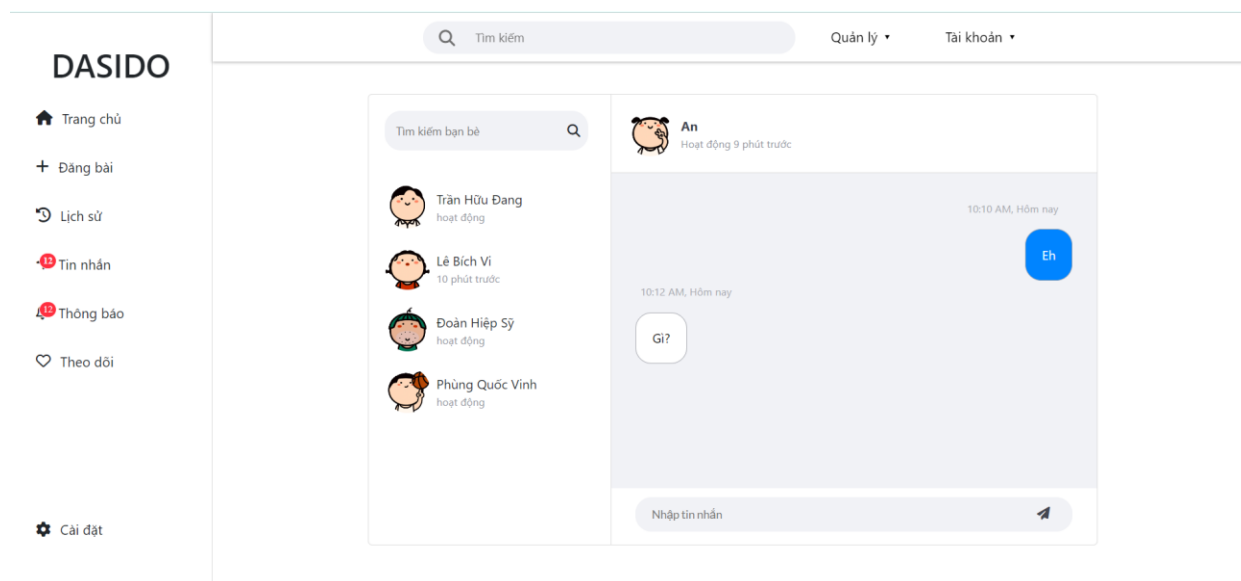 Tìm kiếm
Quản lý ▾
Tài khoản ▾
DASIDO
Trang chủ
Đăng bài
Lịch sử
12 Tin nhắn
12 Thông báo
Theo dõi
Cài đặt
Tìm kiếm bạn bè
Trần Hữu Đang
hoạt động
Lê Bích Vi
10 phút trước
Đoàn Hiệp Sỹ
hoạt động
Phùng Quốc Vinh
hoạt động
An
Hoạt động 9 phút trước
10:10 AM, Hôm nay
Eh
10:12 AM, Hôm nay
Gì?
Nhập tin nhắn